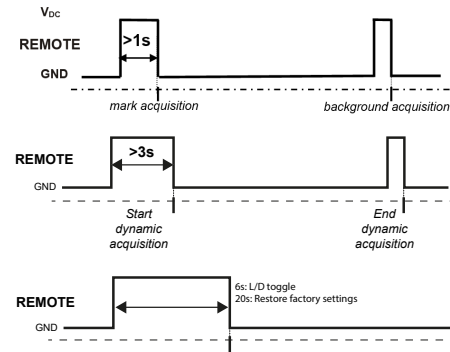 VDC
REMOTE
>1s
GND
mark acquisition
background acquisition
REMOTE
>3s
GND
Start
dynamic
acquisition
End
dynamic
acquisition
6s: L/D toggle
20s: Restore factory settings
REMOTE
GND